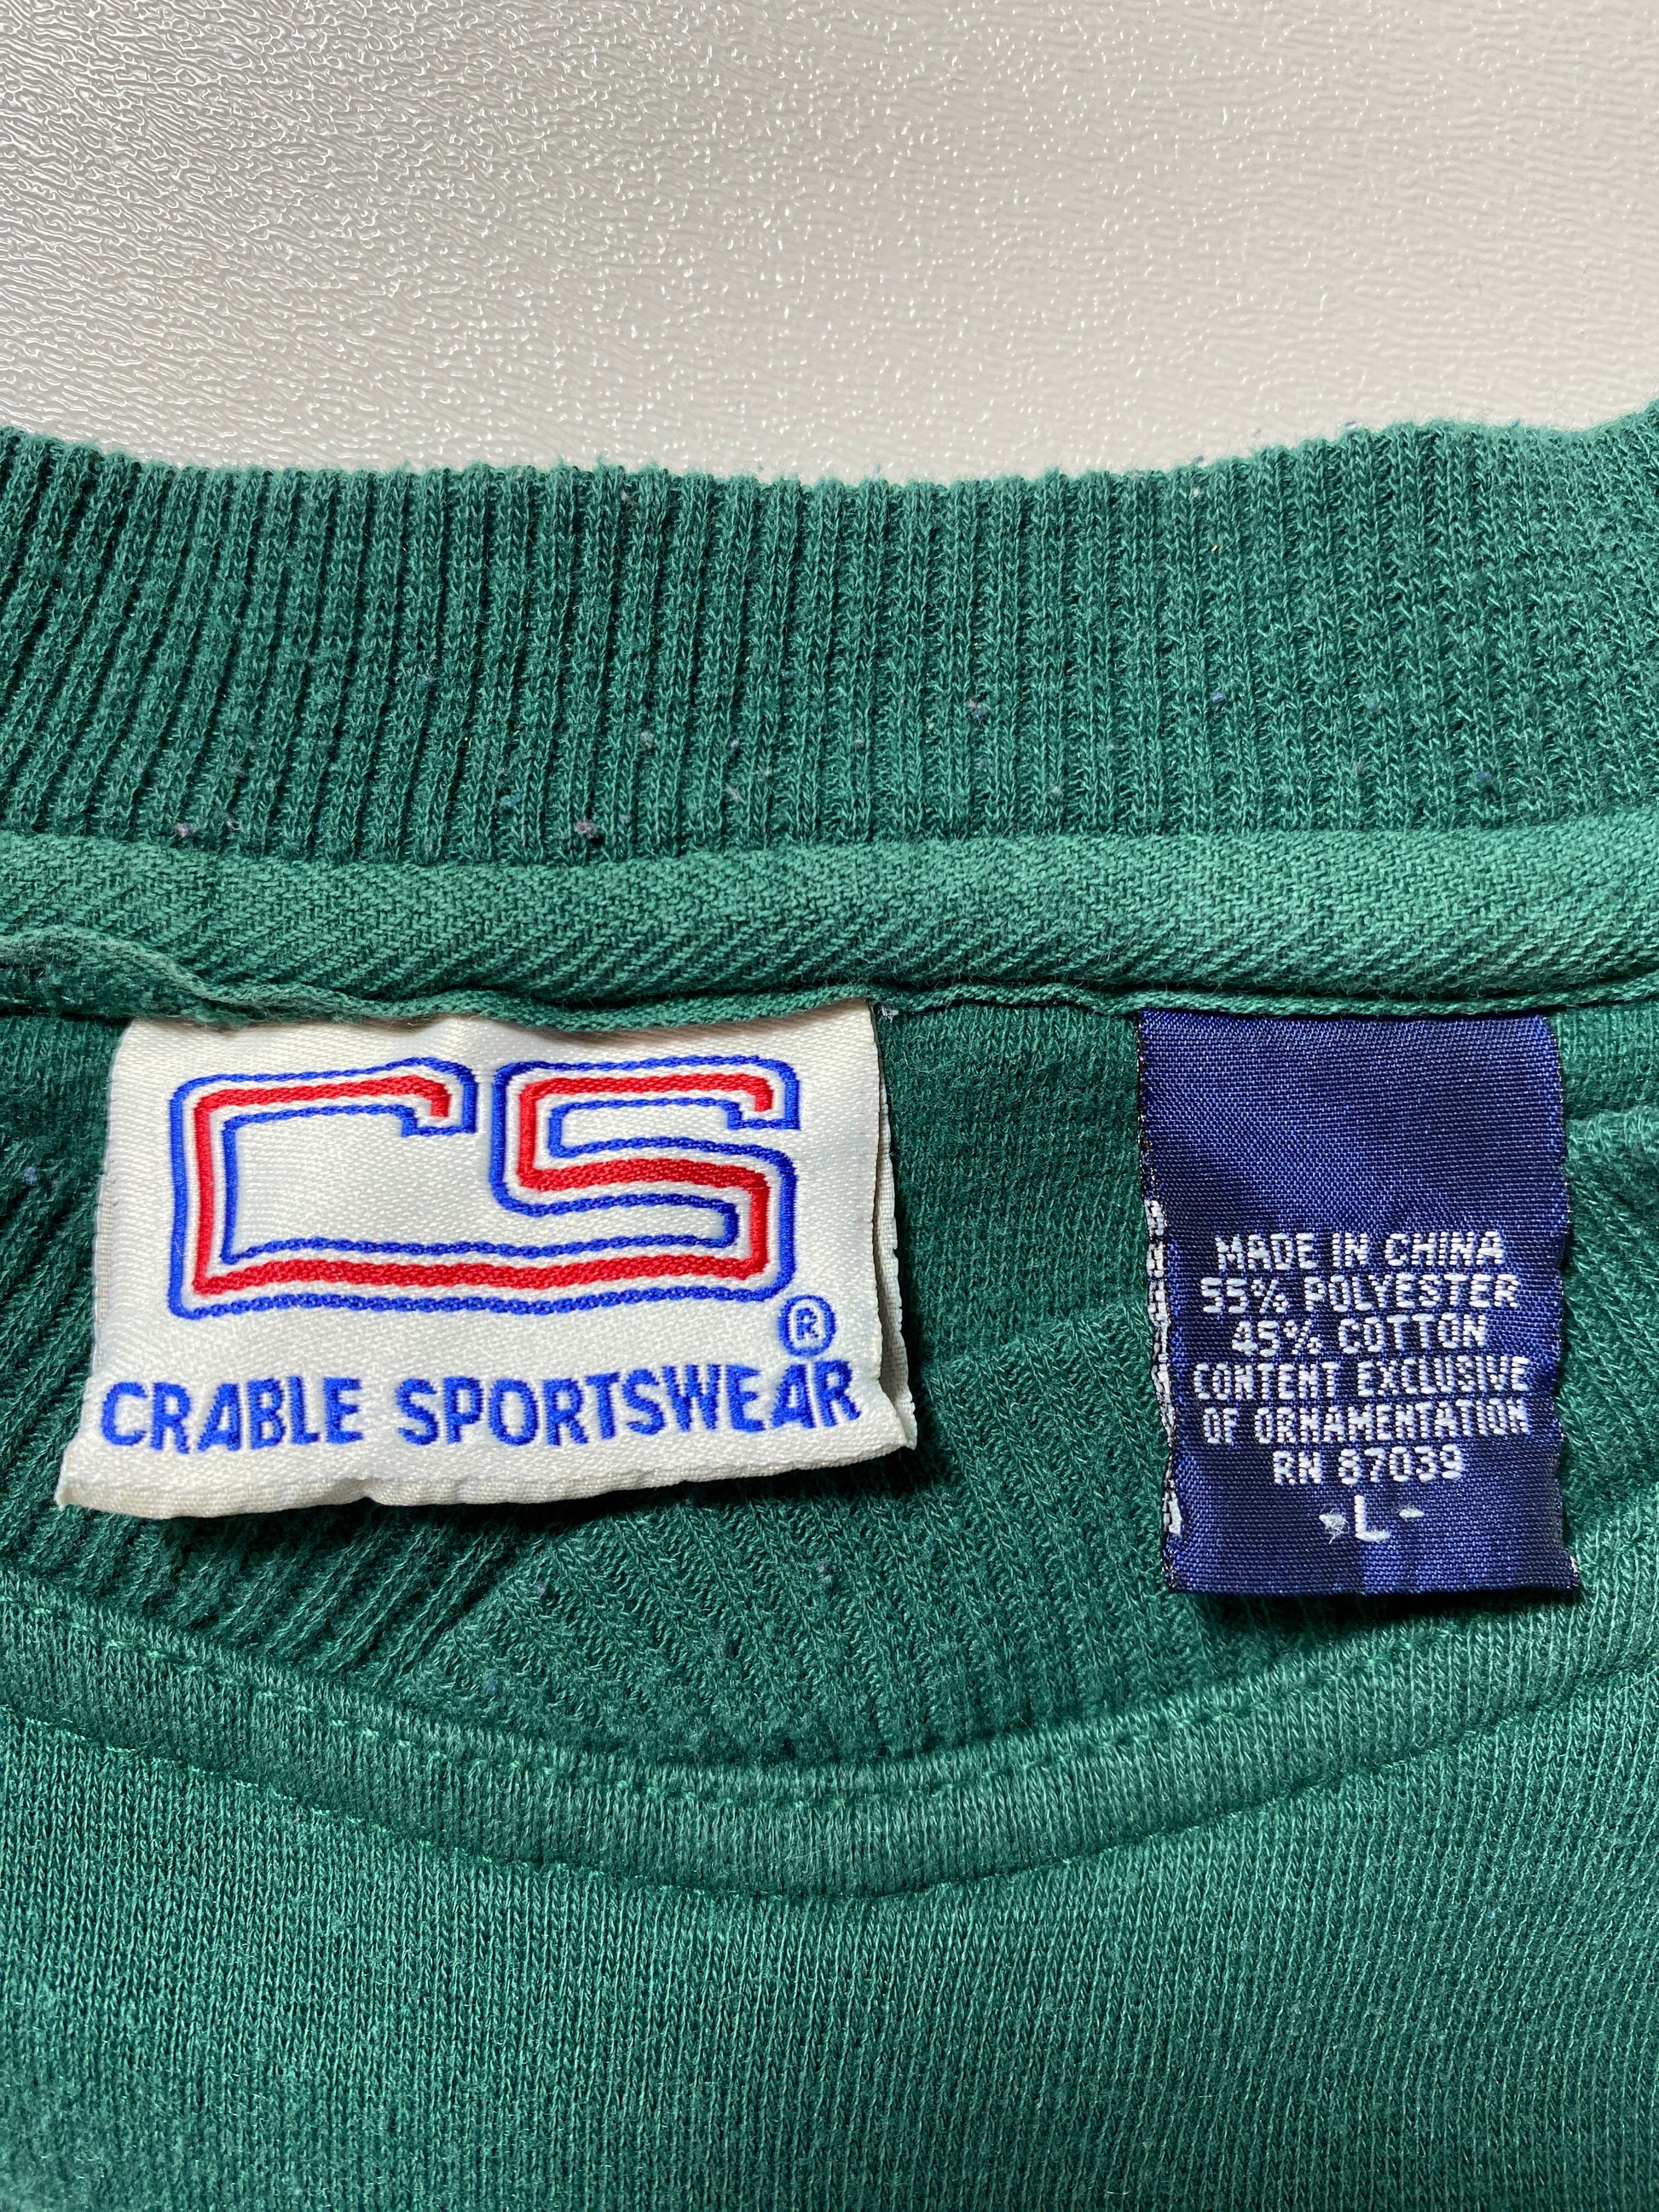 CS
®
CRABLE SPORTSWEAR
MADE IN CHINA
55% POLYESTER
45% COTTON
CONTENT EXCLUSIVE
OF ORNAMENTATION
RN 87039
-L-